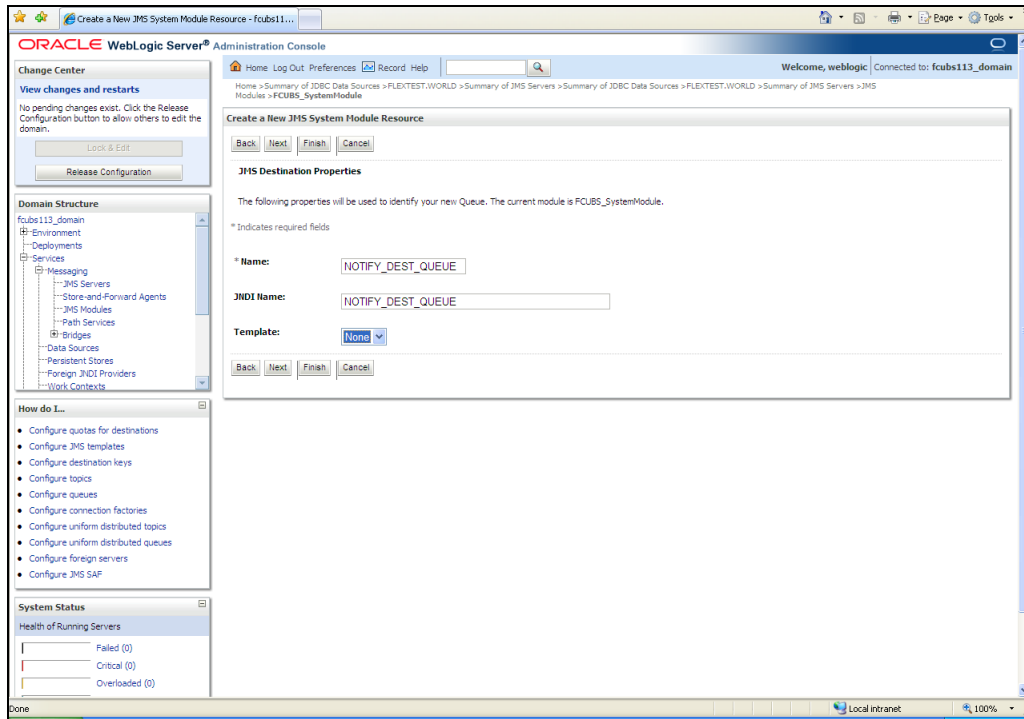 Create a New JMS System Module Resource - fcubs11...
Page
Tools
ORACLE WebLogic Server® Administration Console
Change Center
View changes and restarts
No pending changes exist. Click the Release
Configuration button to allow others to edit the
domain.
Lock & Edit
Release Configuration
Domain Structure
fcubs113_domain
Environment
Deployments
Services
Messaging
JMS Servers
Store-and-Forward Agents
JMS Modules
Path Services
Bridges
Data Sources
Persistent Stores
Foreign JNDI Providers
Work Contexts
How do I...
Configure quotas for destinations
Configure JMS templates
Configure destination keys
Configure topics
Configure queues
Configure connection factories
Configure uniform distributed topics
Configure uniform distributed queues
Configure foreign servers
Configure JMS SAF
System Status
Health of Running Servers
Failed (0)
Critical (0)
Overloaded (0)
Home Log Out Preferences Record Help
Welcome, weblogic Connected to: fcubs113_domain
Home >Summary of JDBC Data Sources >FLEXTEST.WORLD >Summary of JMS Servers >Summary of JDBC Data Sources >FLEXTEST.WORLD >Summary of JMS Servers >JMS
Modules >FCUBS_SystemModule
Create a New JMS System Module Resource
Back Next Finish Cancel
JMS Destination Properties
The following properties will be used to identify your new Queue. The current module is FCUBS_SystemModule.
* Indicates required fields
* Name: NOTIFY_DEST_QUEUE
JNDI Name: NOTIFY_DEST_QUEUE
Template: None
Back Next Finish Cancel
Done
Local intranet
100%